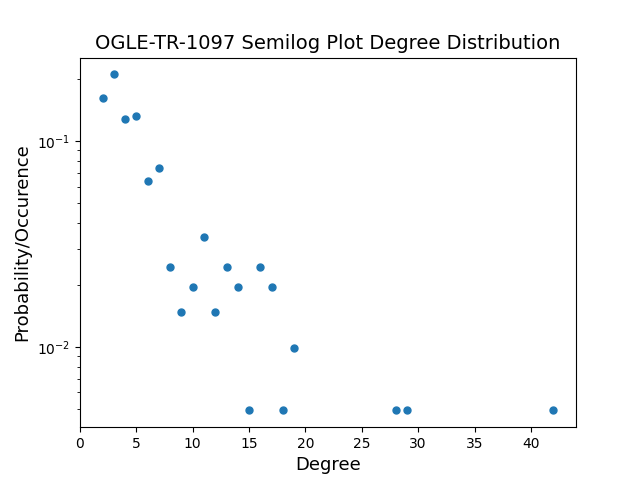 OGLE-TR-1097 Semilog Plot Degree Distribution
Probability/Occurence
10⁻¹
10⁻²
0 5 10 15 20 25 30 35 40
Degree